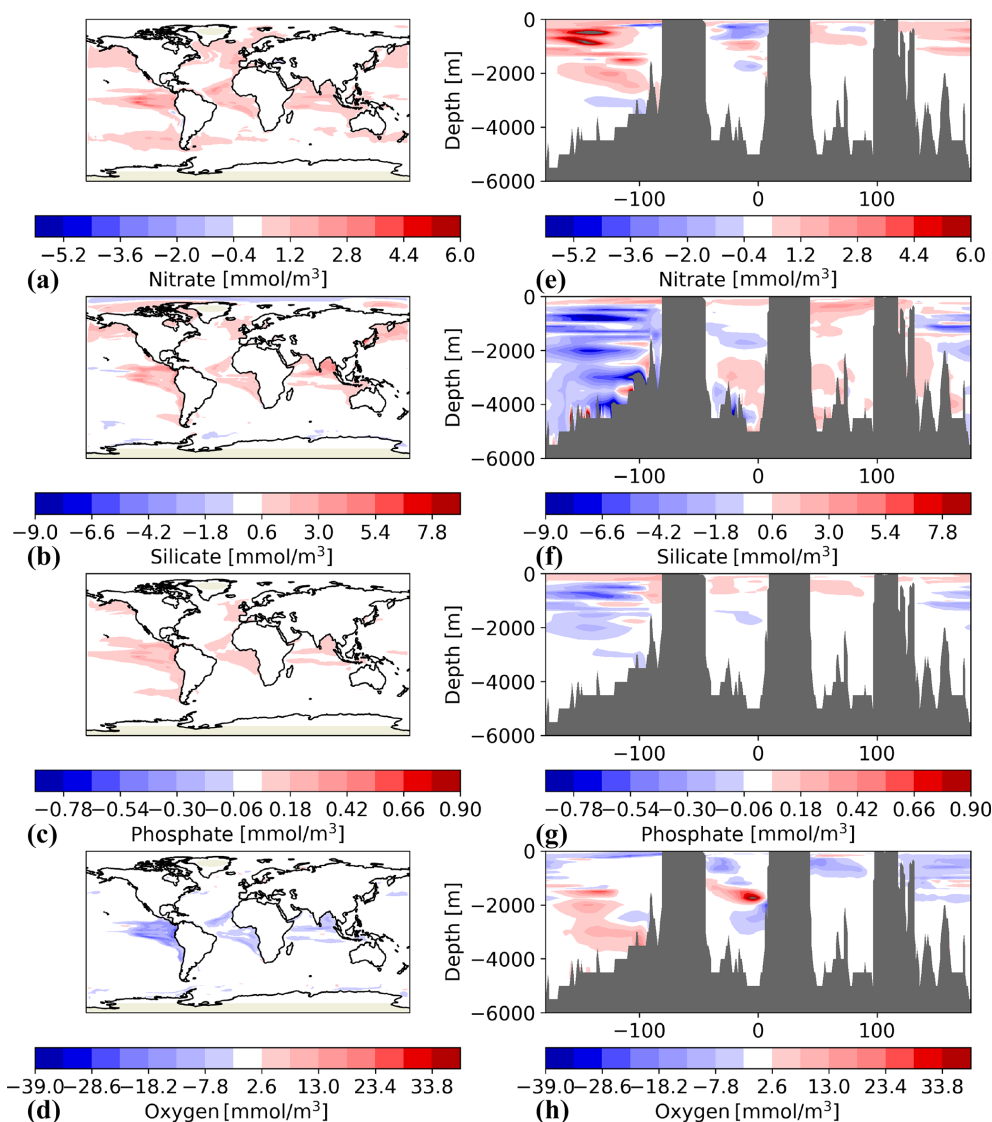 0
−2000
−4000
−6000
Depth [m]
−100 0 100
−5.2 −3.6 −2.0 −0.4 1.2 2.8 4.4 6.0
(a) Nitrate [mmol/m³]
−5.2 −3.6 −2.0 −0.4 1.2 2.8 4.4 6.0
(e) Nitrate [mmol/m³]
0
−2000
−4000
−6000
Depth [m]
−100 0 100
−9.0 −6.6 −4.2 −1.8 0.6 3.0 5.4 7.8
(b) Silicate [mmol/m³]
−9.0 −6.6 −4.2 −1.8 0.6 3.0 5.4 7.8
(f) Silicate [mmol/m³]
0
−2000
−4000
−6000
Depth [m]
−100 0 100
−0.78 −0.54 −0.30 −0.06 0.18 0.42 0.66 0.90
(c) Phosphate [mmol/m³]
−0.78 −0.54 −0.30 −0.06 0.18 0.42 0.66 0.90
(g) Phosphate [mmol/m³]
0
−2000
−4000
−6000
Depth [m]
−100 0 100
−39.0 −28.6 −18.2 −7.8 2.6 13.0 23.4 33.8
(d) Oxygen [mmol/m³]
−39.0 −28.6 −18.2 −7.8 2.6 13.0 23.4 33.8
(h) Oxygen [mmol/m³]